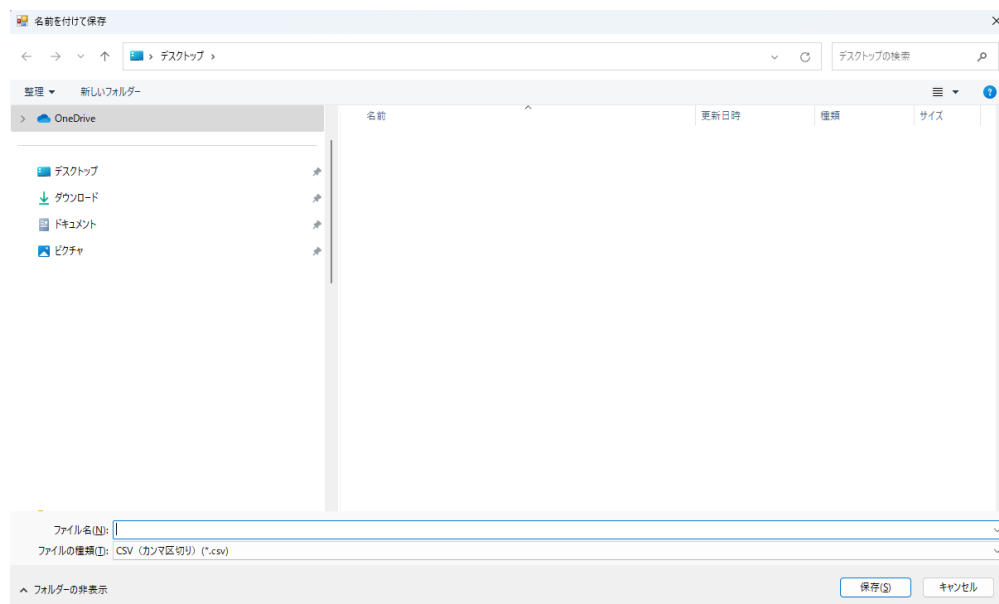 名前を付けて保存
デスクトップ
デスクトップの検索
整理 新しいフォルダー
OneDrive
名前 更新日時 種類 サイズ
デスクトップ
ダウンロード
ドキュメント
ピクチャ
ファイル名(N):
ファイルの種類(T): CSV（カンマ区切り）(*.csv)
フォルダーの非表示
保存(S) キャンセル